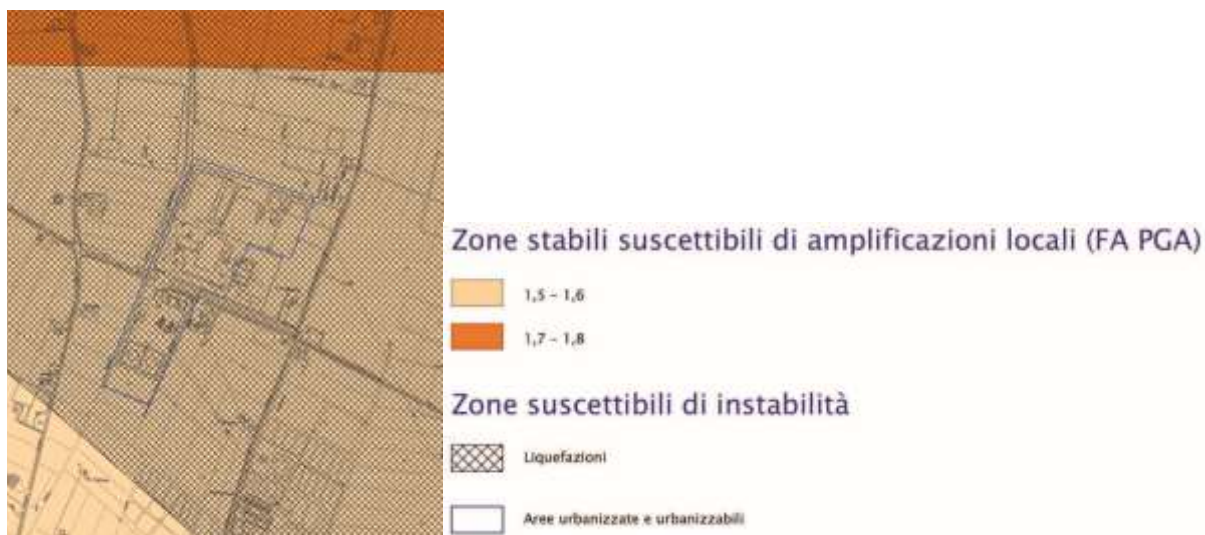 Zone stabili suscettibili di amplificazioni locali (FA PGA)
1,5 - 1,6
1,7 - 1,8
Zone suscettibili di instabilità
Liquefazioni
Aree urbanizzate e urbanizzabili